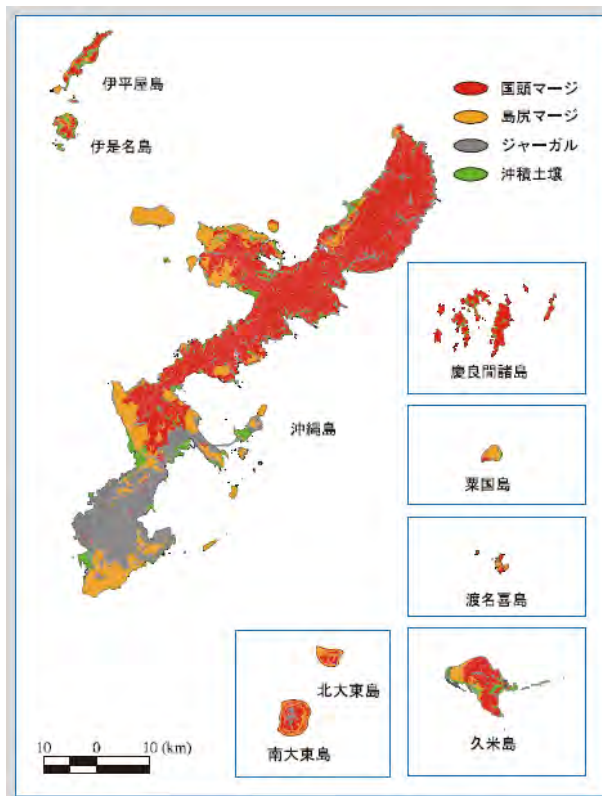 伊平屋島
伊是名島
国頭マージ
島尻マージ
ジャーガル
沖積土壌
慶良間諸島
沖縄島
粟国島
渡名喜島
北大東島
南大東島
久米島
10 0 10 (km)